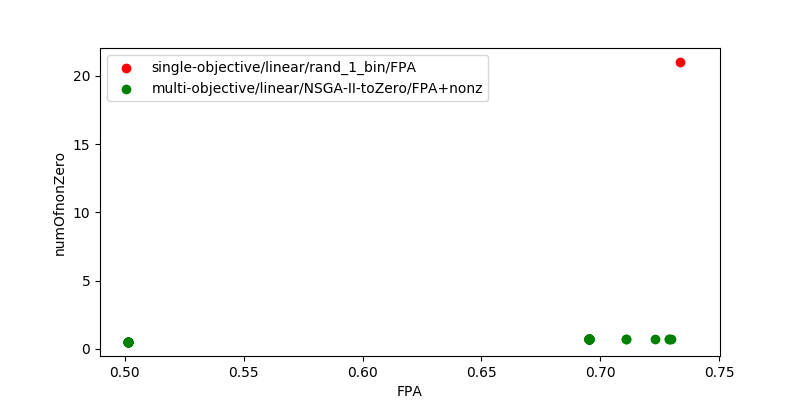 single-objective/linear/rand_1_bin/FPA
multi-objective/linear/NSGA-II-toZero/FPA+nonz
20
15
10
5
0
numOfnonZero
0.50 0.55 0.60 0.65 0.70 0.75
FPA